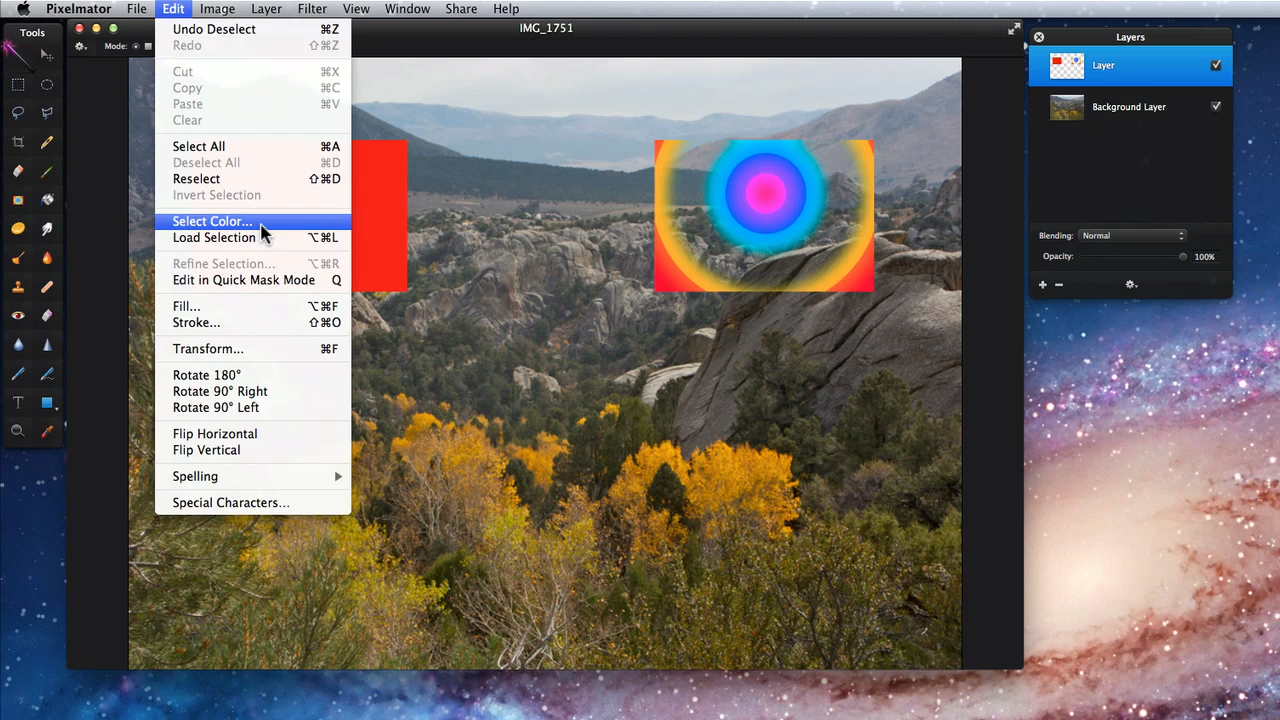 Pixelmator File Edit Image Layer Filter View Window Share Help
Tools
IMG_1751
Mode:
Undo Deselect ⌘Z
Redo ⇧⌘Z
Cut ⌘X
Copy ⌘C
Paste ⌘V
Clear
Select All ⌘A
Deselect All ⌘D
Reselect ⇧⌘D
Invert Selection
Select Color...
Load Selection ⌥⌘L
Refine Selection... ⌥⌘R
Edit in Quick Mask Mode Q
Fill... ⌥⌘F
Stroke... ⇧⌘O
Transform... ⌘F
Rotate 180°
Rotate 90° Right
Rotate 90° Left
Flip Horizontal
Flip Vertical
Spelling
Special Characters...
Layers
Layer
Background Layer
Blending: Normal
Opacity: 100%
T